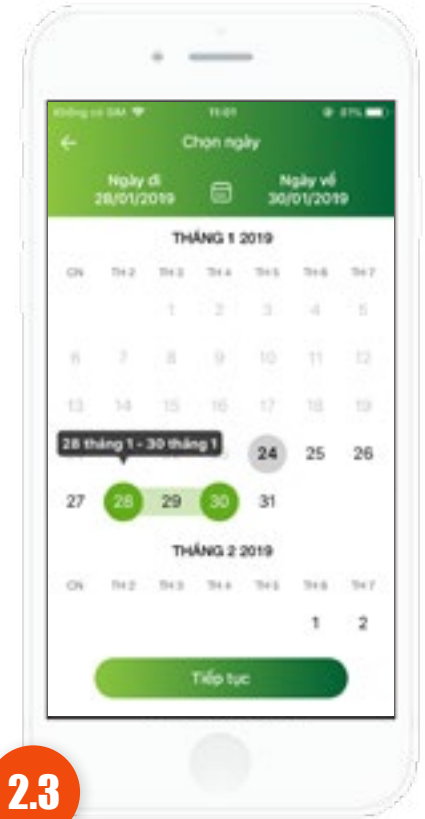 Không có SIM 11:01 81%
Chọn ngày
Ngày đi Ngày về
28/01/2019 30/01/2019
THÁNG 1 2019
CN TH 2 TH 3 TH 4 TH 5 TH 6 TH 7
1 2 3 4 5
6 7 8 9 10 11 12
13 14 15 16 17 18 19
28 tháng 1 - 30 tháng 1 24 25 26
27 28 29 30 31
THÁNG 2 2019
CN TH 2 TH 3 TH 4 TH 5 TH 6 TH 7
1 2
Tiếp tục
2.3